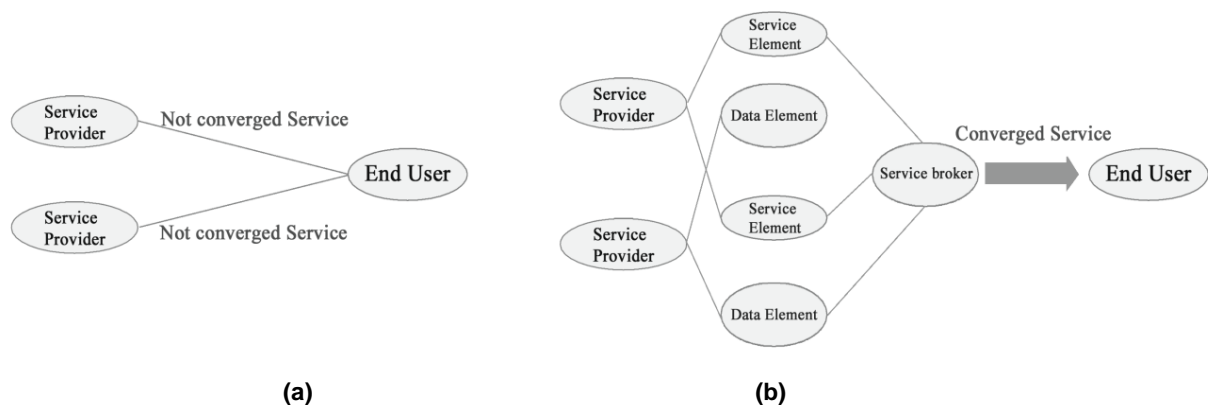 Service
Provider
Not converged Service
End User
Service
Provider
Not converged Service
(a)
Service
Element
Service
Provider
Data Element
Converged Service
Service broker
End User
Service
Element
Service
Provider
Data Element
(b)